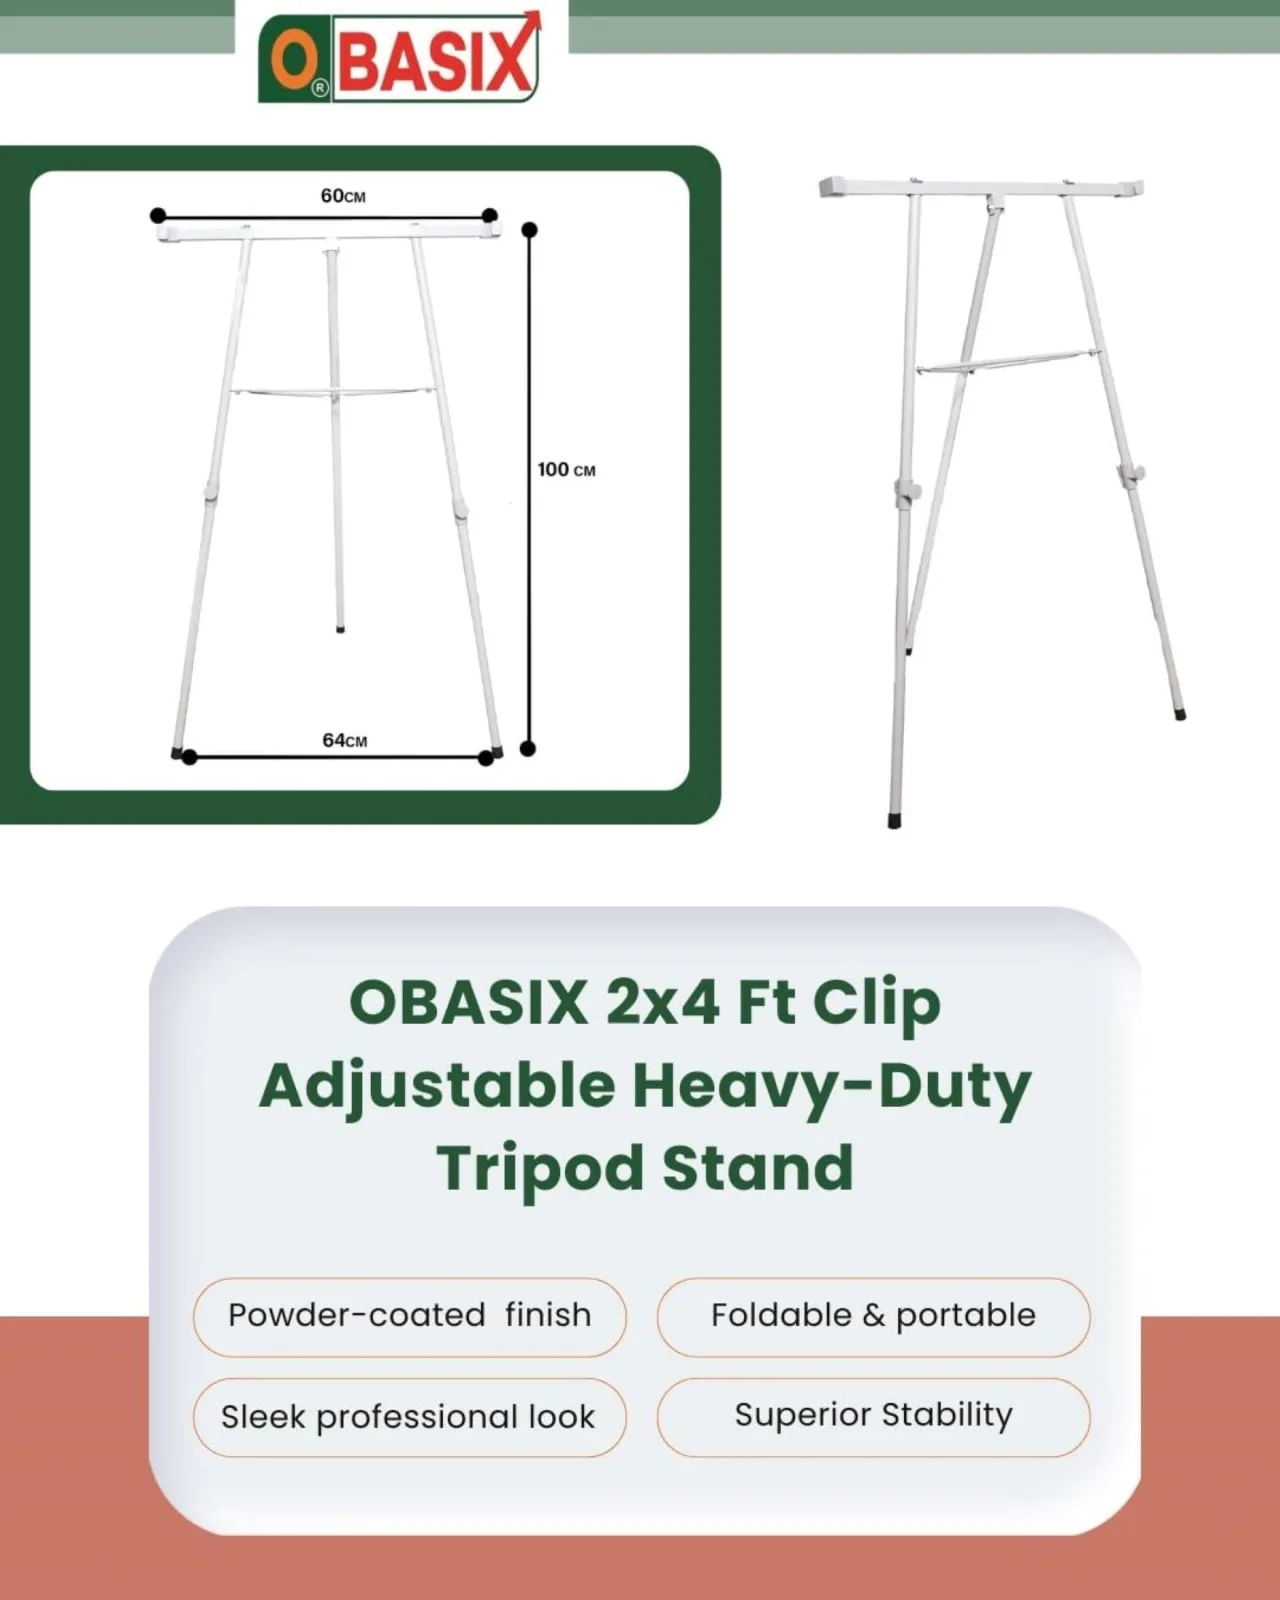 O® BASIX
60CM
100 CM
64CM
OBASIX 2x4 Ft Clip
Adjustable Heavy-Duty
Tripod Stand
Powder-coated finish
Foldable & portable
Sleek professional look
Superior Stability